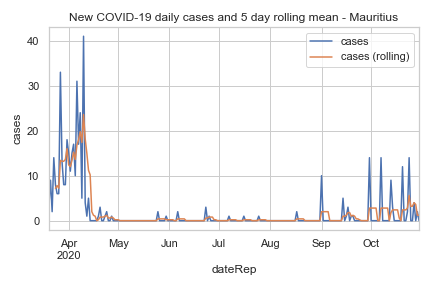 New COVID-19 daily cases and 5 day rolling mean - Mauritius
cases
cases (rolling)
cases
40
30
20
10
0
Apr May Jun Jul Aug Sep Oct
2020
dateRep